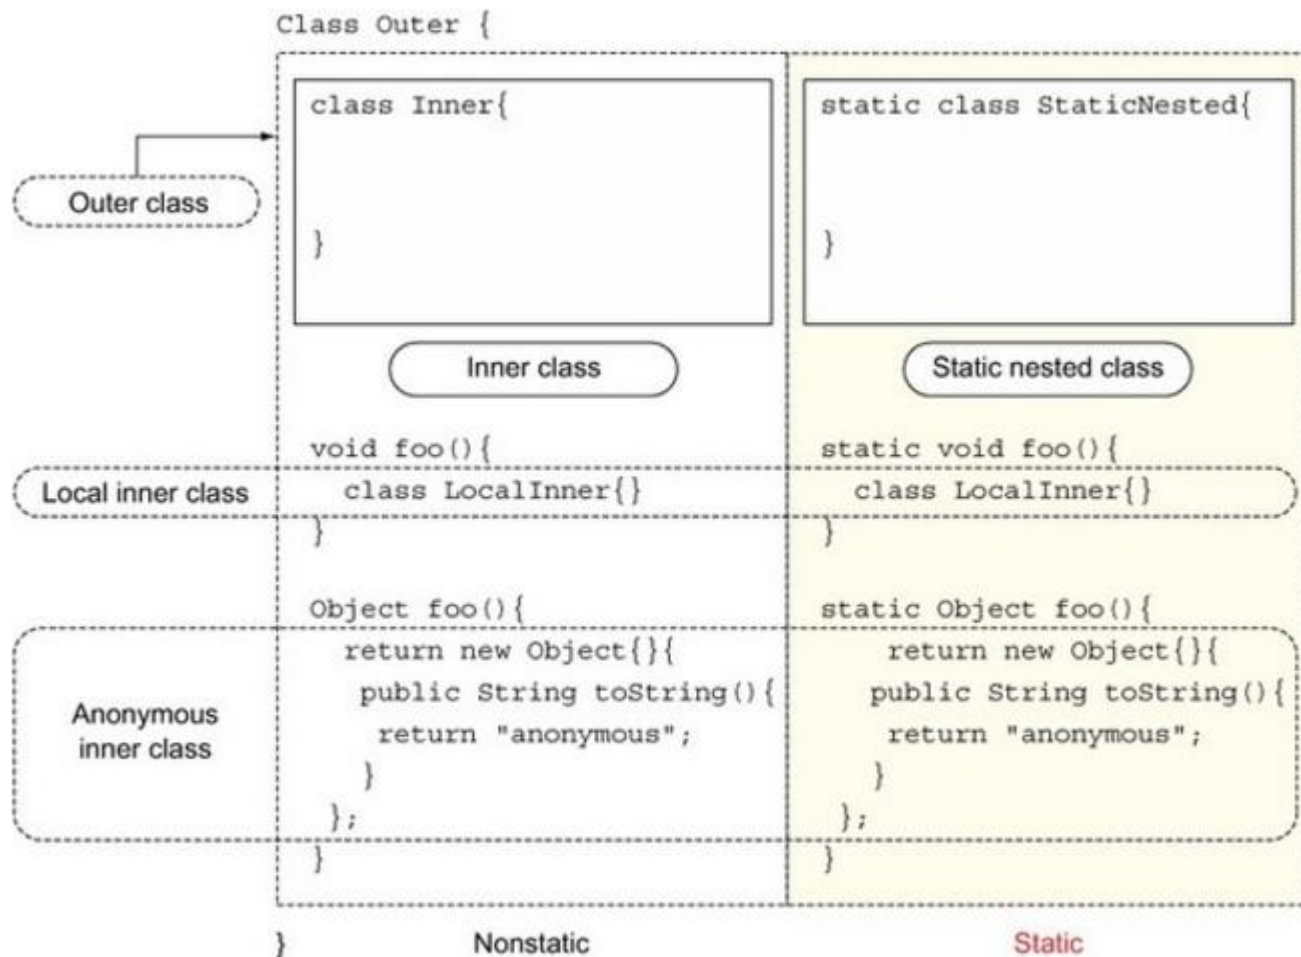 Class Outer {
class Inner{
}
Inner class
static class StaticNested{
}
Static nested class
Outer class
void foo(){
class LocalInner{}
}
static void foo(){
class LocalInner{}
}
Local inner class
Object foo(){
return new Object{}{
public String toString(){
return "anonymous";
}
};
}
static Object foo(){
return new Object{}{
public String toString(){
return "anonymous";
}
};
}
Anonymous
inner class
}
Nonstatic
Static